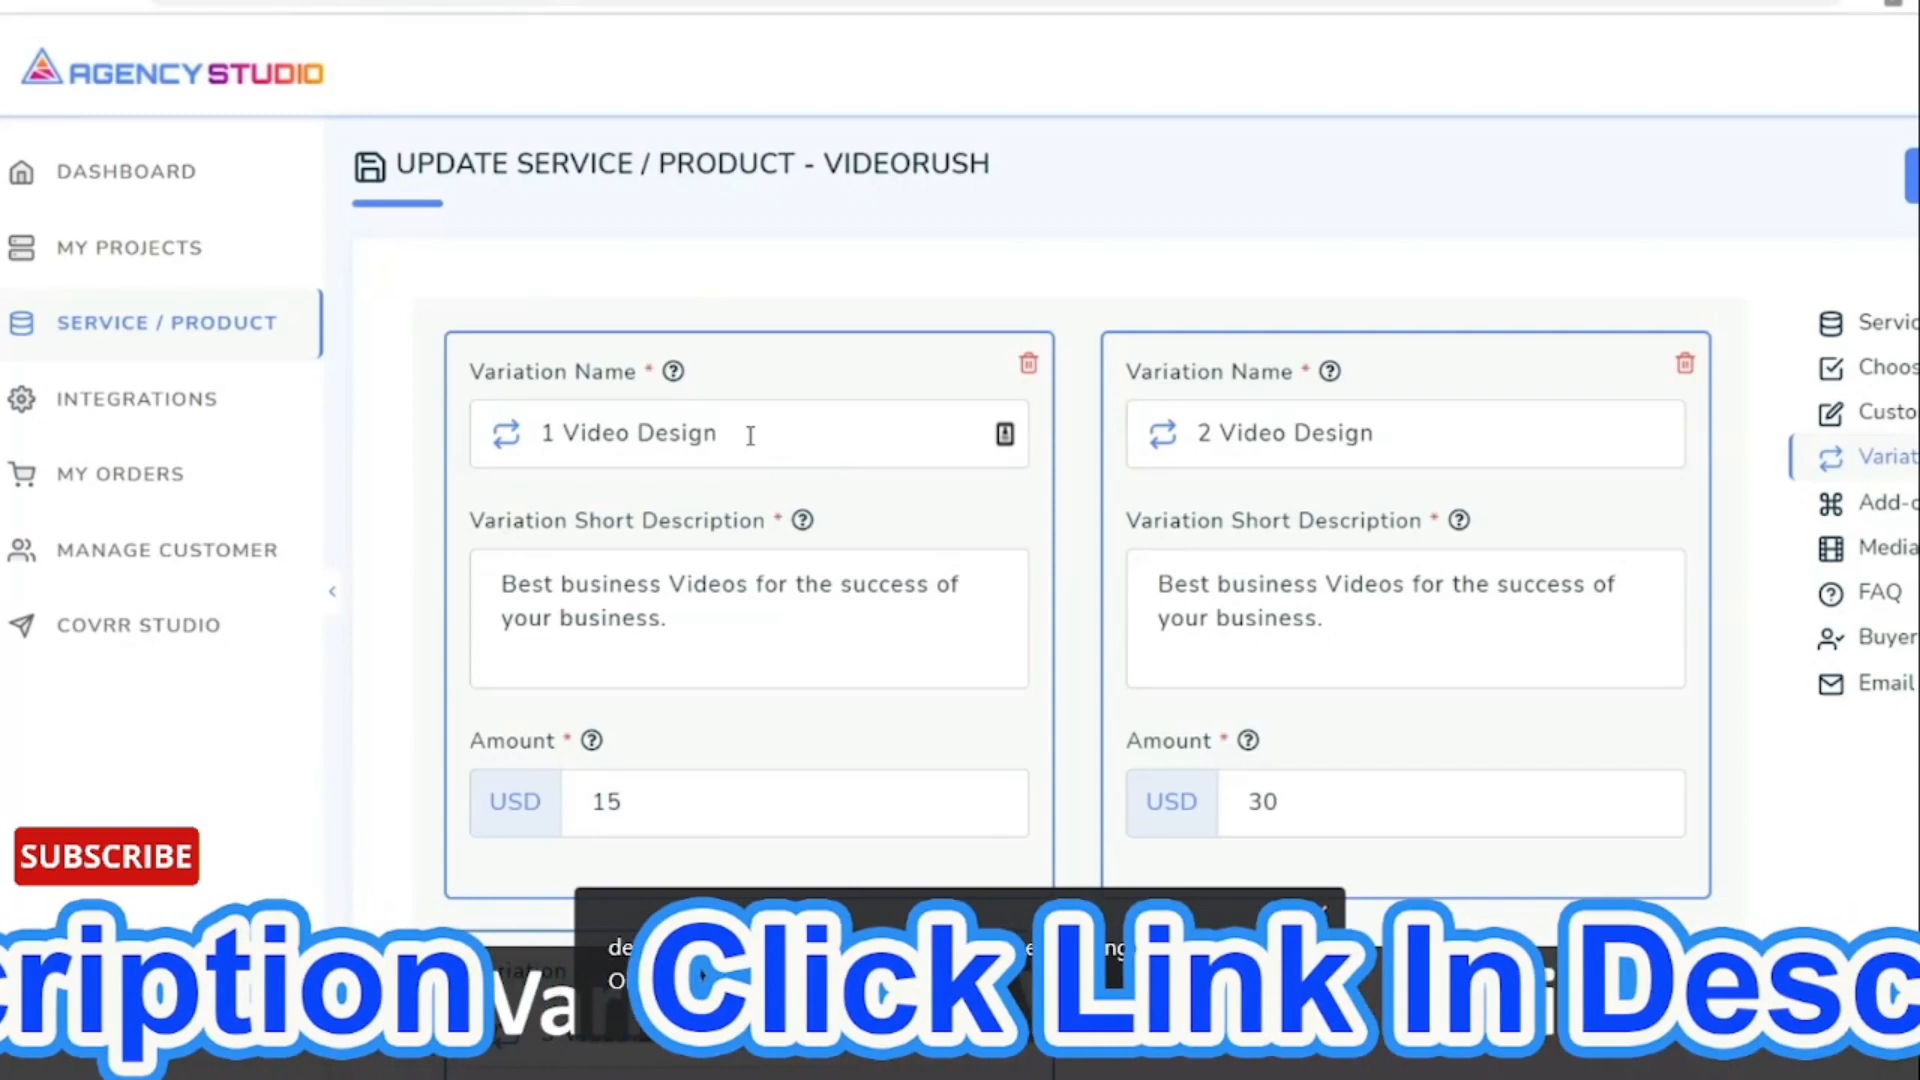 AGENCY STUDIO
DASHBOARD
MY PROJECTS
SERVICE / PRODUCT
INTEGRATIONS
MY ORDERS
MANAGE CUSTOMER
COVRR STUDIO
UPDATE SERVICE / PRODUCT - VIDEORUSH
Variation Name *
1 Video Design
Variation Short Description *
Best business Videos for the success of
your business.
Amount *
USD 15
Variation Name *
2 Video Design
Variation Short Description *
Best business Videos for the success of
your business.
Amount *
USD 30
Servic
Choos
Custo
Variat
Add-o
Media
FAQ
Buyer
Email
SUBSCRIBE
cription Click Link In Desc